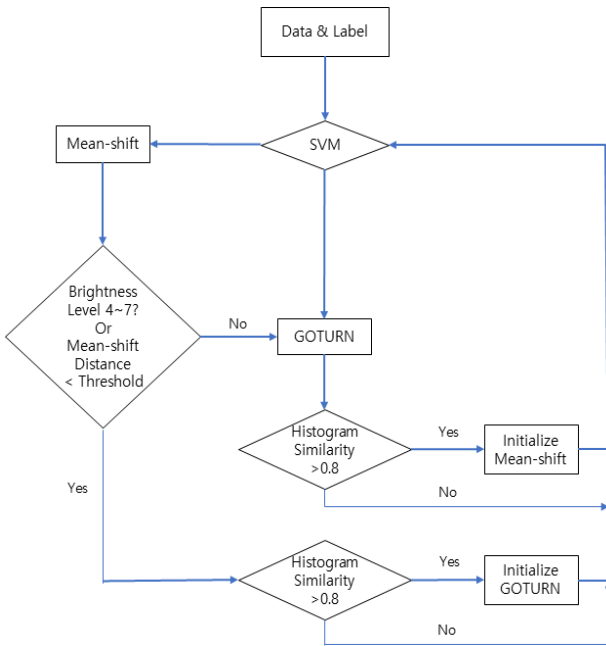 Data & Label
Mean-shift
SVM
Brightness
Level 4~7?
Or
Mean-shift
Distance
< Threshold
No
GOTURN
Histogram
Similarity
>0.8
Yes
Initialize
Mean-shift
No
Yes
Histogram
Similarity
>0.8
Yes
Initialize
GOTURN
No